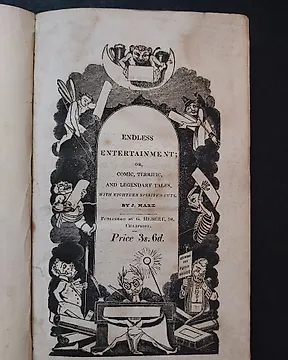 ENDLESS
ENTERTAINMENT;
OR,
COMIC, TERRIFIC,
AND LEGENDARY TALES,
WITH EIGHTEEN SPIRITED CUTS.
BY J. MAXE.
PUBLISHED BY G. HEBERT, 88,
CHEAPSIDE.
Price 3s. 6d.